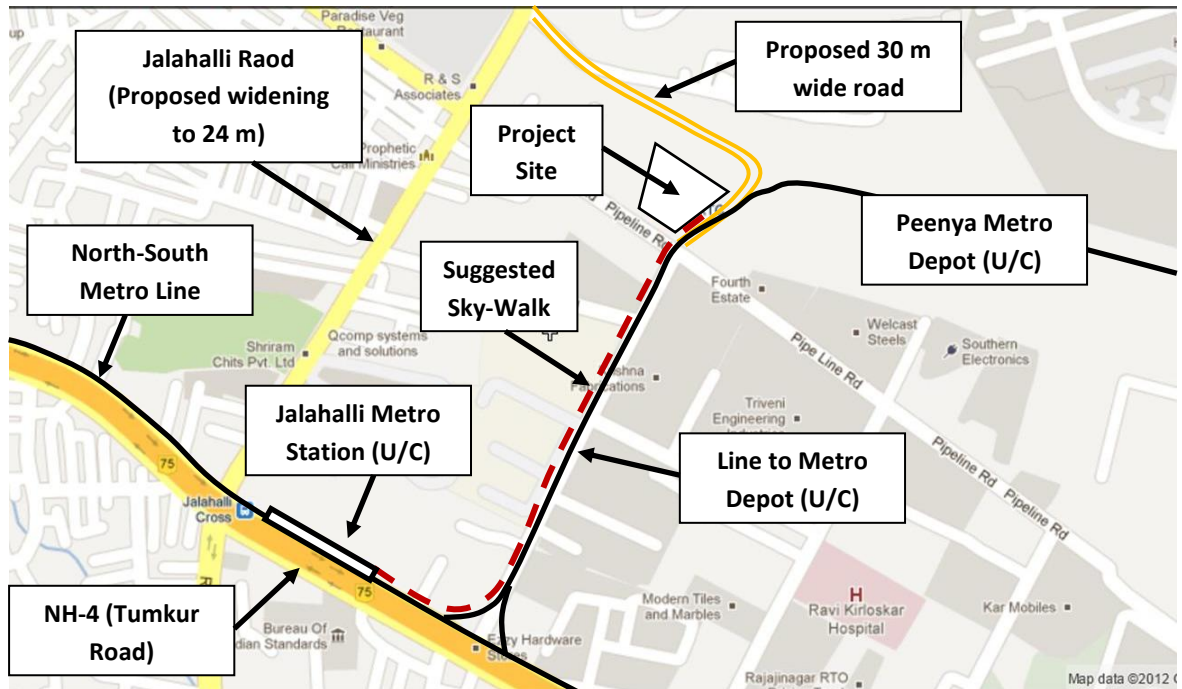 up
Paradise Veg
Restaurant
R & S
Associates
Jalahalli Raod
(Proposed widening
to 24 m)
Proposed 30 m
wide road
Project
Site
Prophetic
Call Ministries
Pipeline Rd
Peenya Metro
Depot (U/C)
North-South
Metro Line
Suggested
Sky-Walk
Fourth
Estate
Welcast
Steels
Southern
Electronics
Pipe Line Rd
Shriram
Chits Pvt. Ltd
Qcomp systems
and solutions
Triveni
Engineering
Jalahalli Metro
Station (U/C)
Line to Metro
Depot (U/C)
Pipeline Rd Pipeline Rd
75
Jalahalli
Cross
75
NH-4 (Tumkur
Road)
Bureau Of
dian Standards
Ezzy Hardware
Modern Tiles
and Marbles
H
Ravi Kirloskar
Hospital
Kar Mobiles
Rajajinagar RTO
Map data ©2012